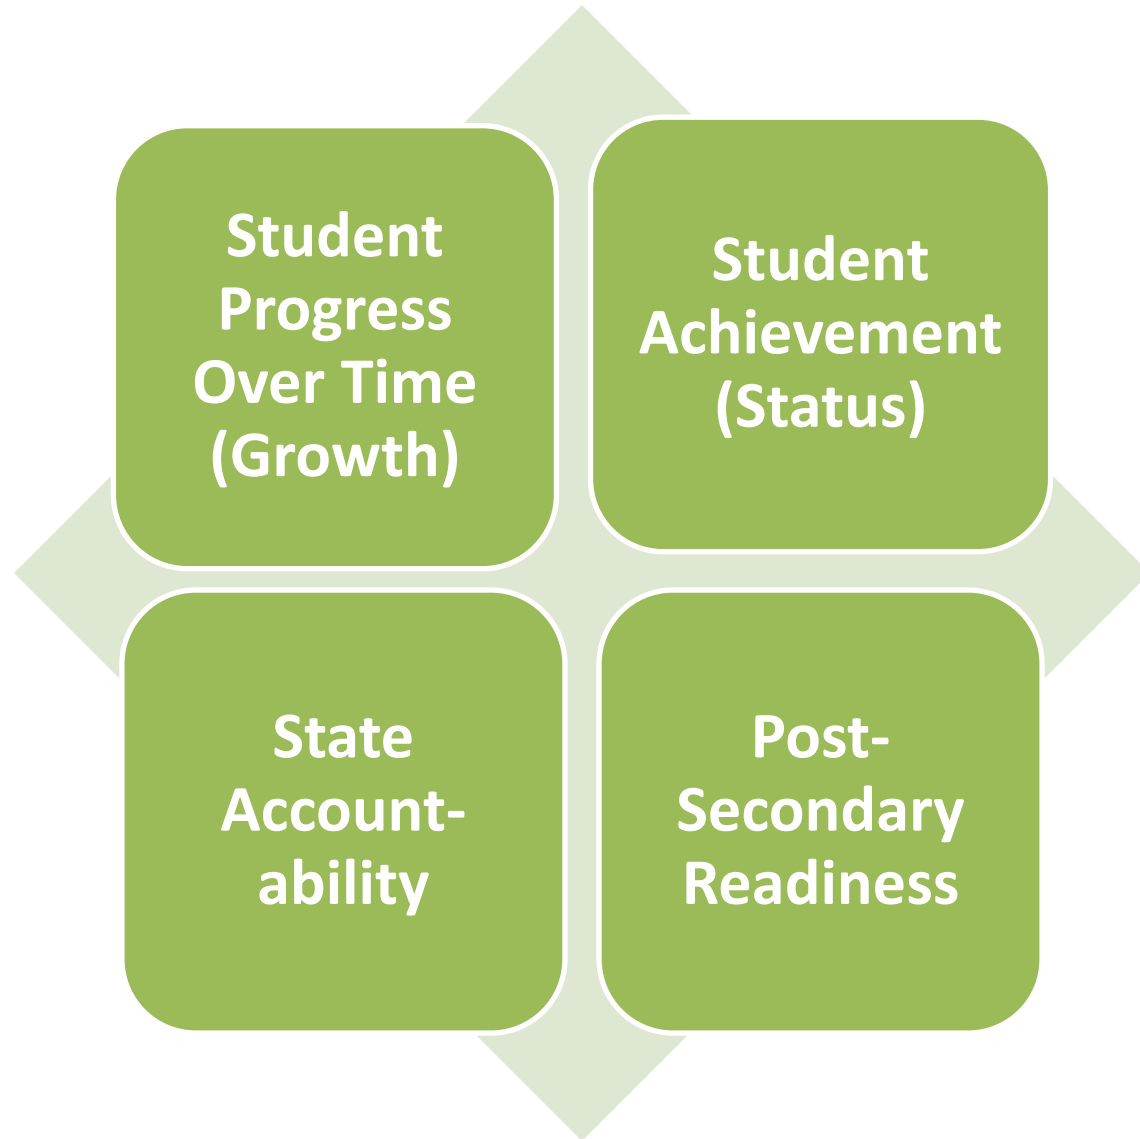 Student
Progress
Over Time
(Growth)
Student
Achievement
(Status)
State
Account-
ability
Post-
Secondary
Readiness